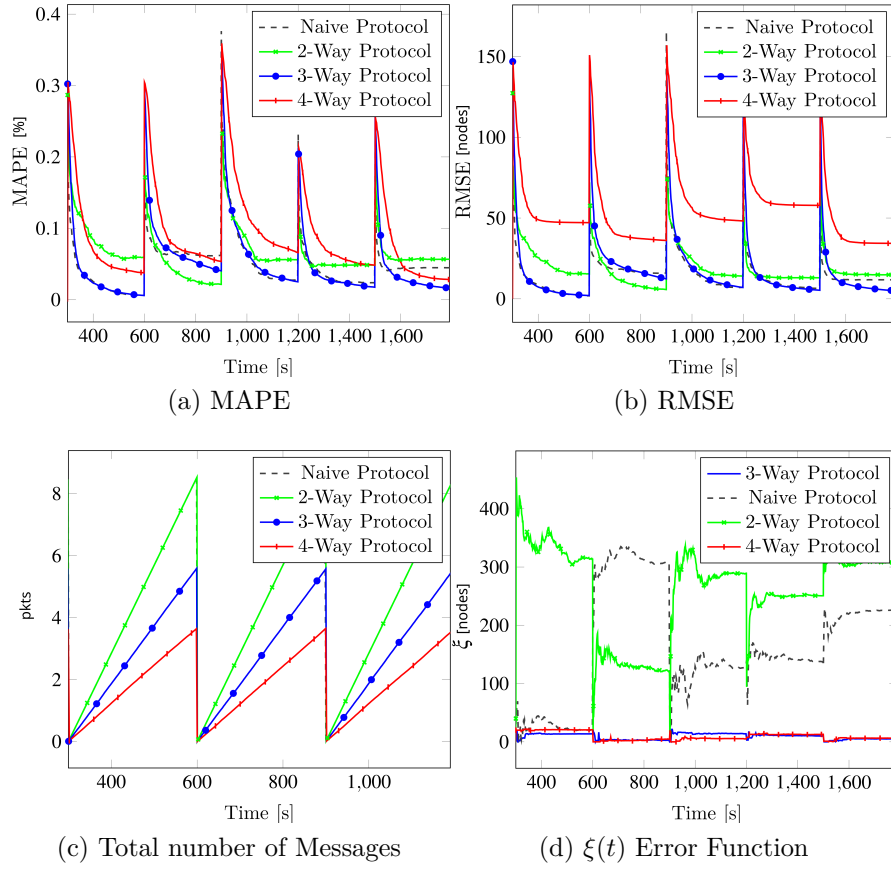 0.4
0.3
0.2
0.1
0
MAPE [%]
400 600 800 1,000 1,200 1,400 1,600
Time [s]
Naive Protocol
2-Way Protocol
3-Way Protocol
4-Way Protocol
(a) MAPE
150
100
50
0
RMSE [nodes]
400 600 800 1,000 1,200 1,400 1,600
Time [s]
Naive Protocol
2-Way Protocol
3-Way Protocol
4-Way Protocol
(b) RMSE
8
6
4
2
0
pkts
400 600 800 1,000
Time [s]
Naive Protocol
2-Way Protocol
3-Way Protocol
4-Way Protocol
(c) Total number of Messages
400
300
200
100
0
ξ [nodes]
400 600 800 1,000 1,200 1,400 1,600
Time [s]
3-Way Protocol
Naive Protocol
2-Way Protocol
4-Way Protocol
(d) ξ(t) Error Function